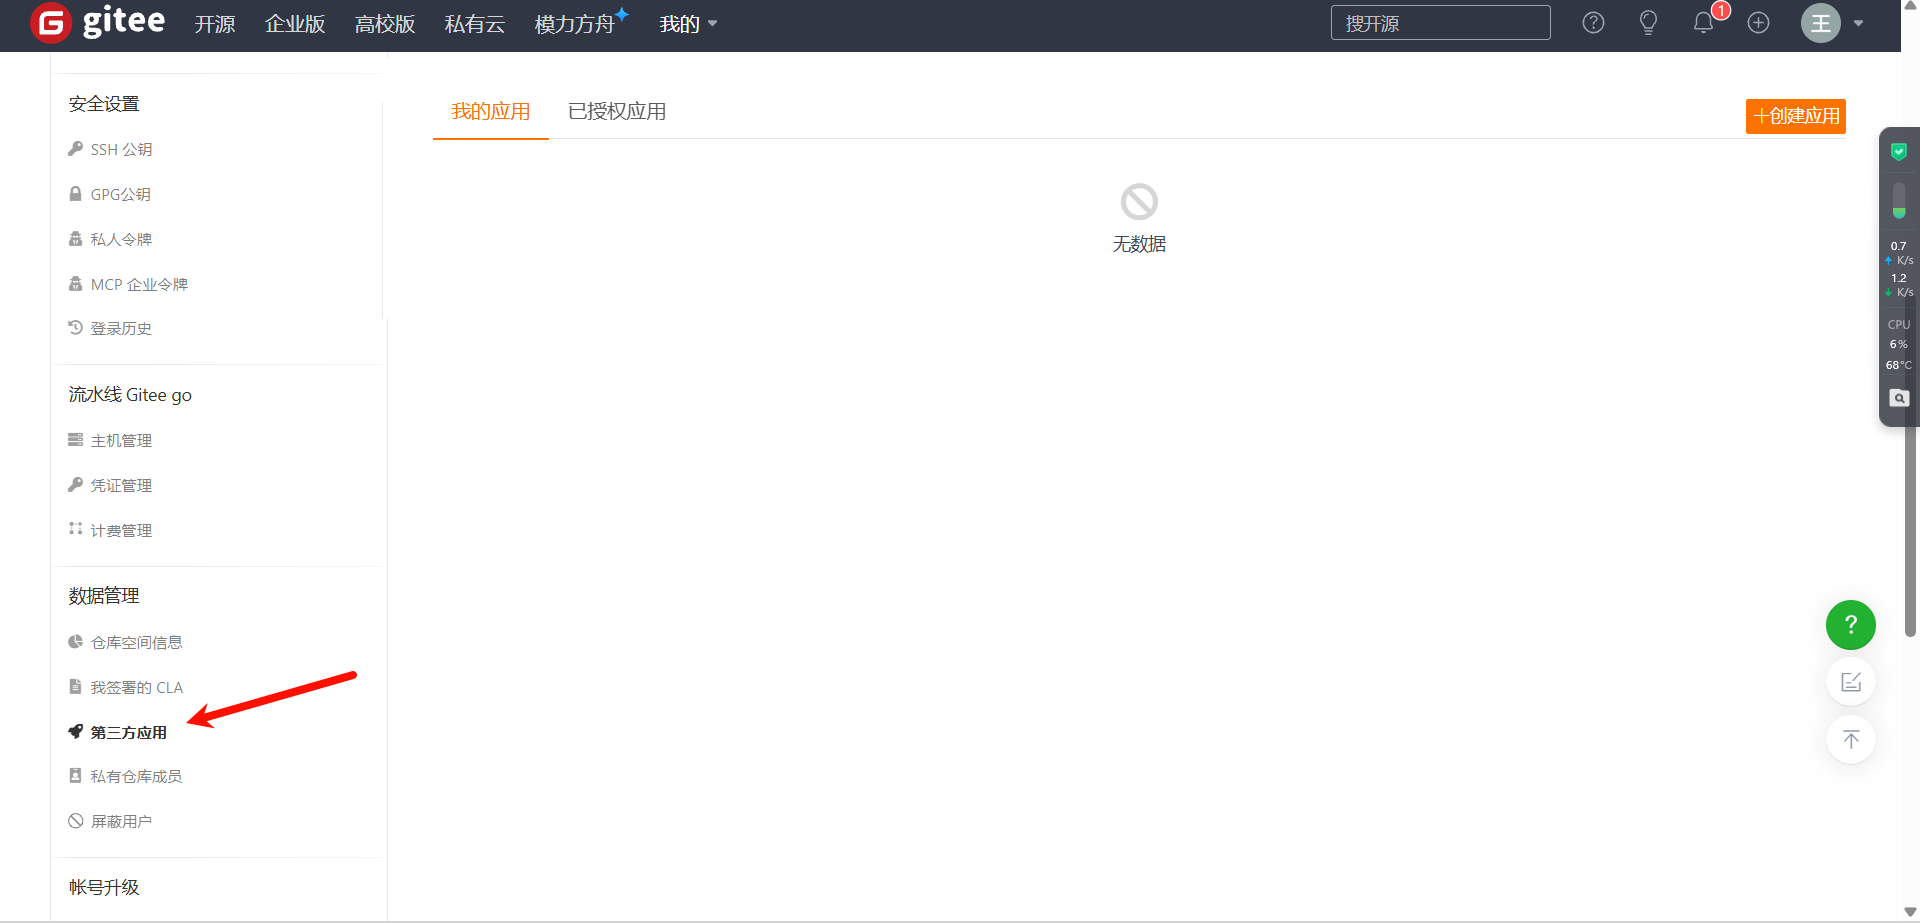 gitee 开源 企业版 高校版 私有云 模力方舟 我的 搜开源 1 王
安全设置
SSH 公钥
GPG公钥
私人令牌
MCP 企业令牌
登录历史
流水线 Gitee go
主机管理
凭证管理
计费管理
数据管理
仓库空间信息
我签署的 CLA
第三方应用
私有仓库成员
屏蔽用户
帐号升级
我的应用 已授权应用
创建应用
无数据
0.7
K/s
1.2
K/s
CPU
6%
68°C
?